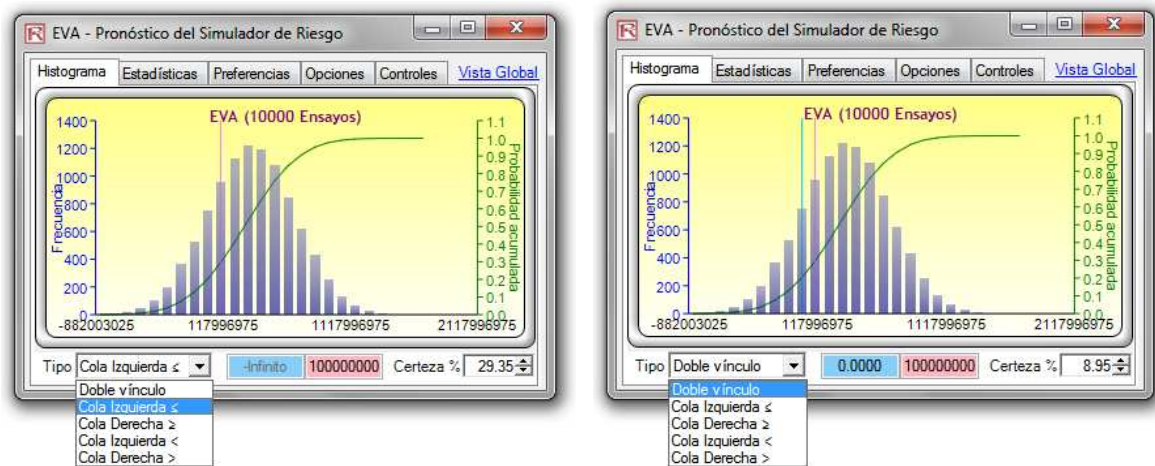 EVA - Pronóstico del Simulador de Riesgo
Histograma Estadísticas Preferencias Opciones Controles Vista Global
EVA (10000 Ensayos)
1400
1200
1000
800
600
400
200
0
Frecuencia
1.1
1.0
0.9
0.8
0.7
0.6
0.5
0.4
0.3
0.2
0.1
0.0
Probabilidad acumulada
-882003025 117996975 1117996975 2117996975
Tipo Cola Izquierda ≤ -Infinito 100000000 Certeza % 29.35
Doble vínculo
Cola Izquierda ≤
Cola Derecha ≥
Cola Izquierda <
Cola Derecha >
EVA - Pronóstico del Simulador de Riesgo
Histograma Estadísticas Preferencias Opciones Controles Vista Global
EVA (10000 Ensayos)
1400
1200
1000
800
600
400
200
0
Frecuencia
1.1
1.0
0.9
0.8
0.7
0.6
0.5
0.4
0.3
0.2
0.1
0.0
Probabilidad acumulada
-882003025 117996975 1117996975 2117996975
Tipo Doble vínculo 0.0000 100000000 Certeza % 8.95
Doble vínculo
Cola Izquierda ≤
Cola Derecha ≥
Cola Izquierda <
Cola Derecha >